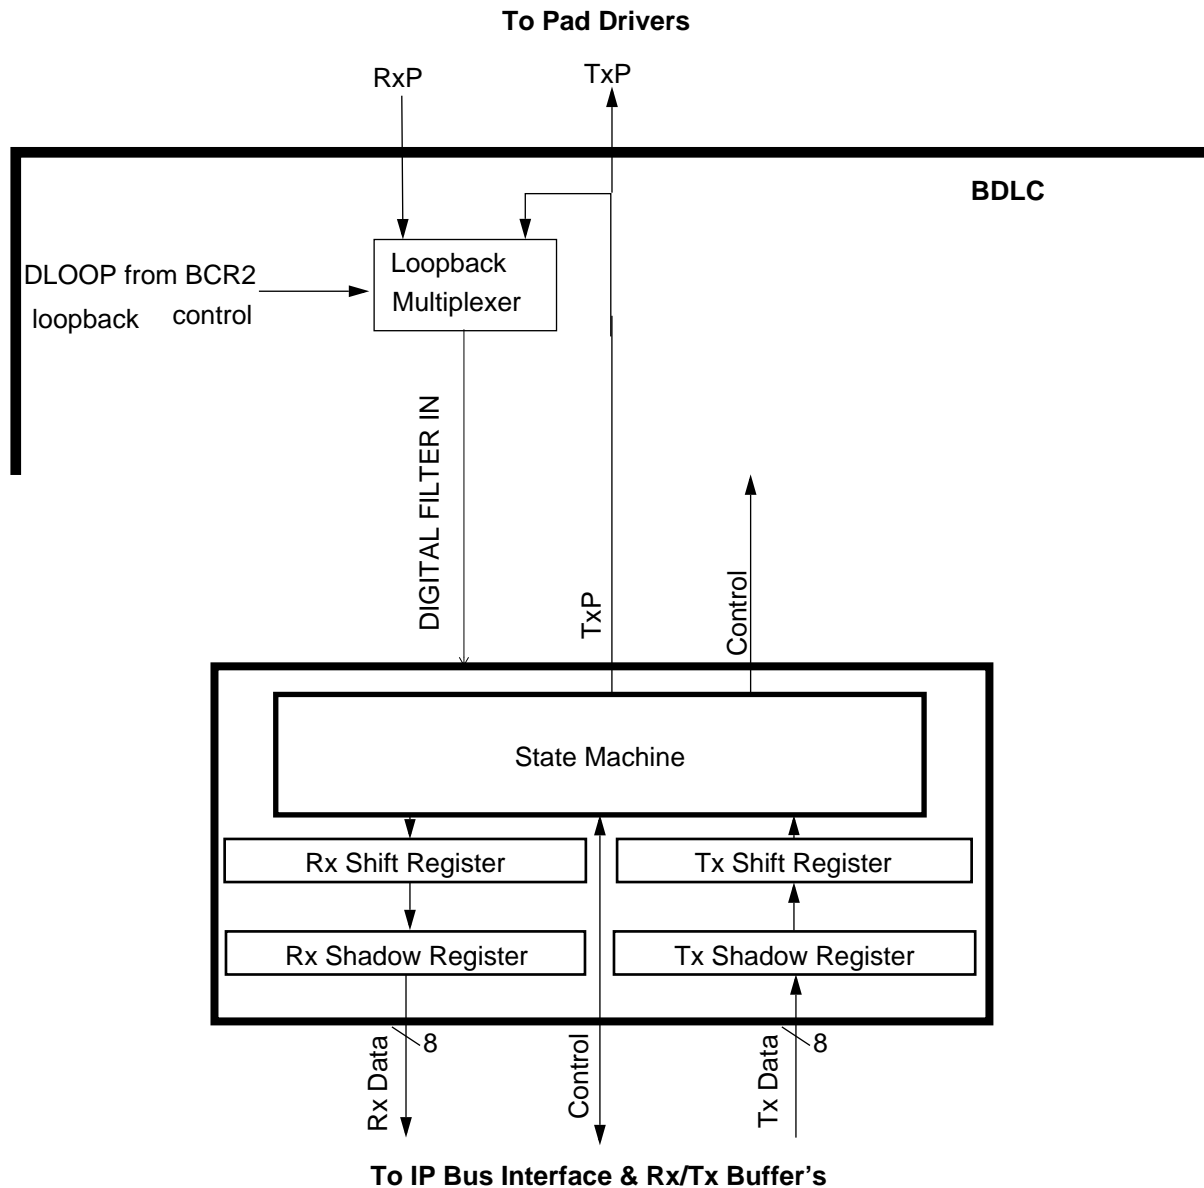 To Pad Drivers
RxP
TxP
BDLC
Loopback
Multiplexer
DLOOP from BCR2
loopback control
DIGITAL FILTER IN
TxP
Control
State Machine
Rx Shift Register
Tx Shift Register
Rx Shadow Register
Tx Shadow Register
8
8
Rx Data
Control
Tx Data
To IP Bus Interface & Rx/Tx Buffer's